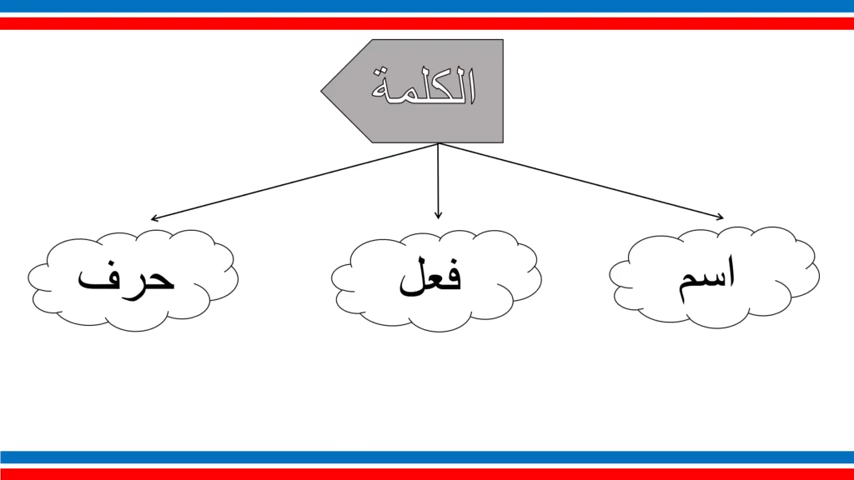 الكلمة
اسم
فعل
حرف